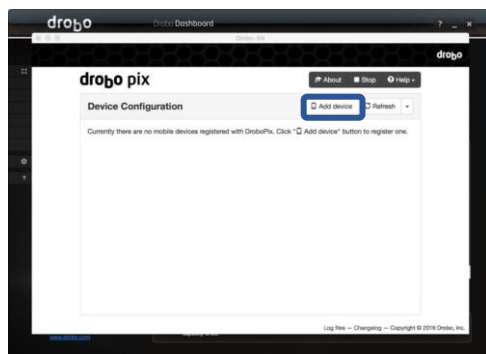 drobo Drobo Dashboard ? _ ×
Drobo-5N
drobo
drobo pix
About Stop Help
Device Configuration
Add device Refresh
Currently there are no mobile devices registered with DroboPix. Click "Add device" button to register one.
Log files — Changelog — Copyright © 2016 Drobo, Inc.
www.drobo.com